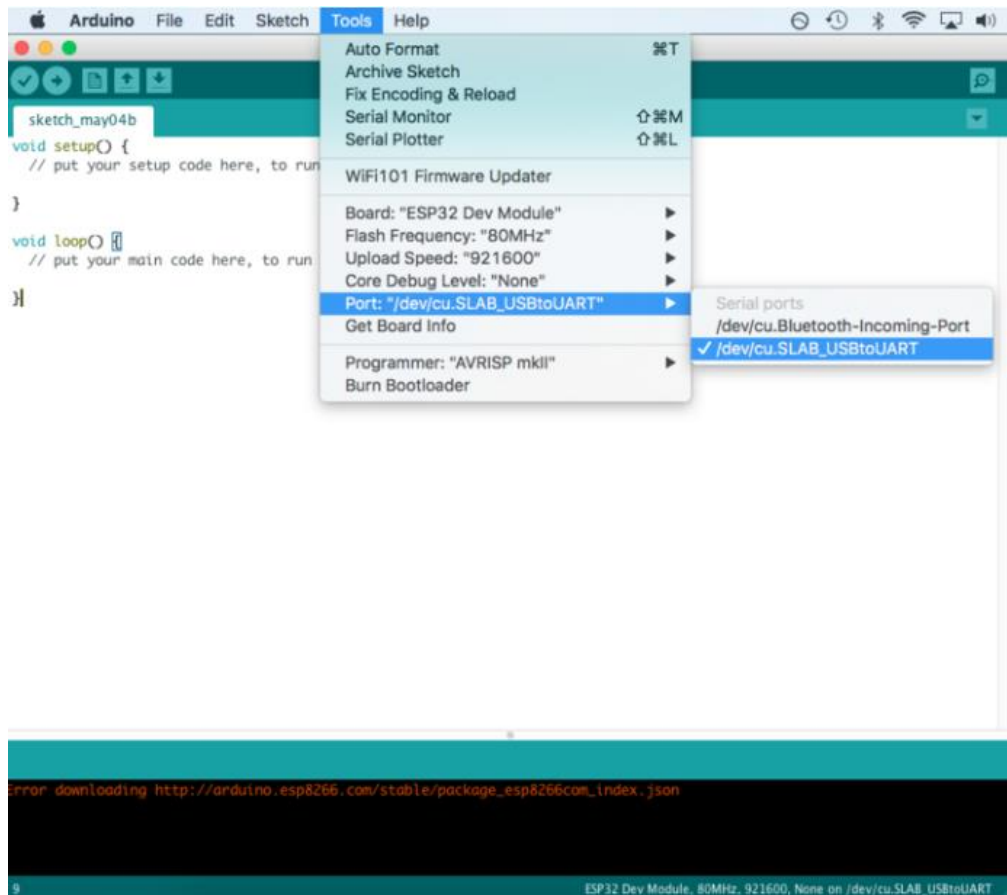 Arduino File Edit Sketch Tools Help
Auto Format ⌘T
Archive Sketch
Fix Encoding & Reload
Serial Monitor ⇧⌘M
Serial Plotter ⇧⌘L
WiFi101 Firmware Updater
Board: "ESP32 Dev Module"
Flash Frequency: "80MHz"
Upload Speed: "921600"
Core Debug Level: "None"
Port: "/dev/cu.SLAB_USBtoUART"
Get Board Info
Programmer: "AVRISP mkII"
Burn Bootloader
Serial ports
/dev/cu.Bluetooth-Incoming-Port
✓ /dev/cu.SLAB_USBtoUART
sketch_may04b
void setup() {
// put your setup code here, to run
}
void loop() {
// put your main code here, to run
}
Error downloading http://arduino.esp8266.com/stable/package_esp8266com_index.json
9 ESP32 Dev Module, 80MHz, 921600, None on /dev/cu.SLAB_USBtoUART